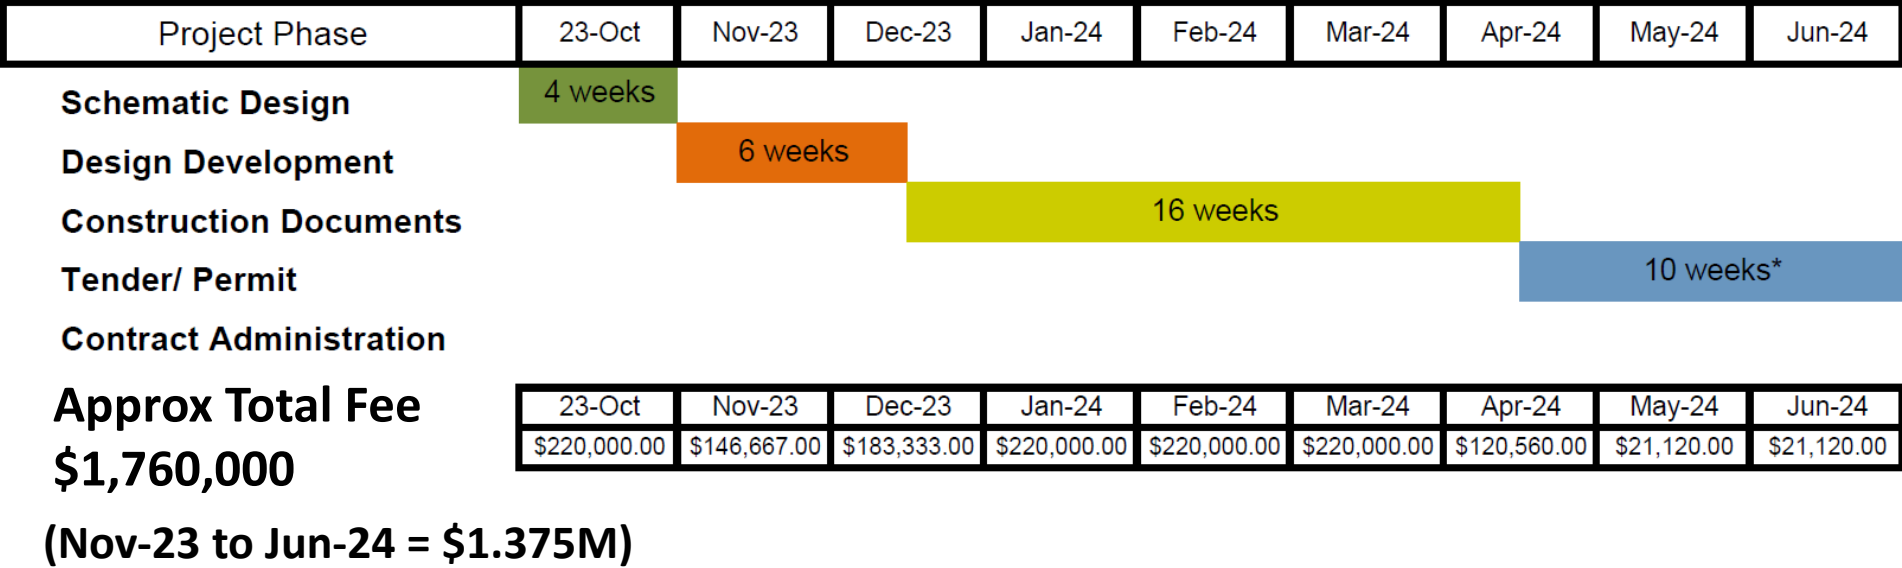 Project Phase 23-Oct Nov-23 Dec-23 Jan-24 Feb-24 Mar-24 Apr-24 May-24 Jun-24
Schematic Design 4 weeks
Design Development 6 weeks
Construction Documents 16 weeks
Tender/ Permit 10 weeks*
Contract Administration
Approx Total Fee
$1,760,000
23-Oct Nov-23 Dec-23 Jan-24 Feb-24 Mar-24 Apr-24 May-24 Jun-24
$220,000.00 $146,667.00 $183,333.00 $220,000.00 $220,000.00 $220,000.00 $120,560.00 $21,120.00 $21,120.00
(Nov-23 to Jun-24 = $1.375M)